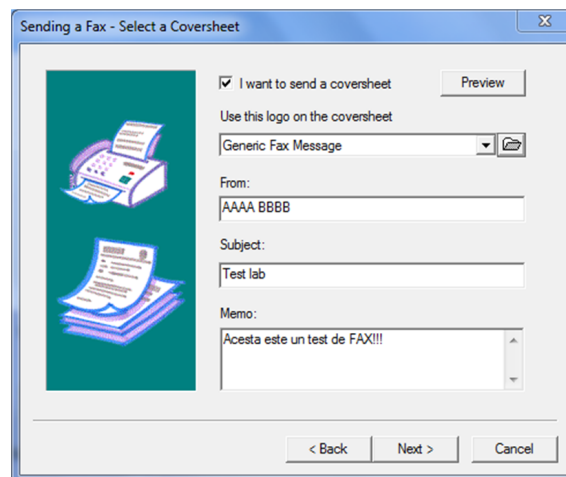 Sending a Fax - Select a Coversheet
I want to send a coversheet
Preview
Use this logo on the coversheet
Generic Fax Message
From:
AAAA BBBB
Subject:
Test lab
Memo:
Acesta este un test de FAX!!!
< Back
Next >
Cancel